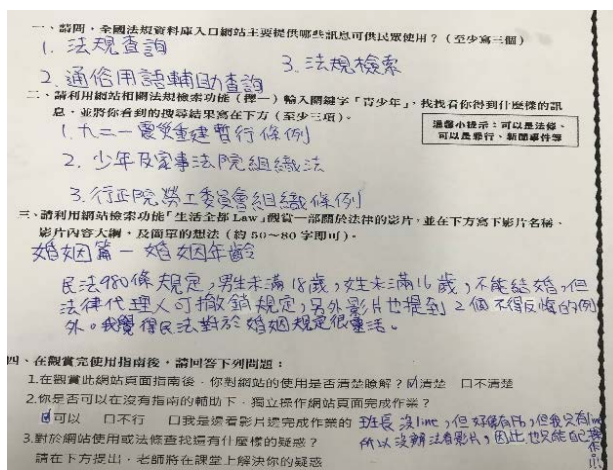 一、請問，全國法規資料庫入口網站主要提供哪些訊息可供民眾使用？（至少寫三個）
1. 法規查詢
3. 法規檢索
2. 通俗用語輔助查詢
二、請利用網站相關法規檢索功能（擇一）輸入關鍵字「青少年」，找找看你得到什麼樣的訊
息，並將你看到的搜尋結果寫在下方（至少三項）。
溫馨小提示：可以是法條、
可以是罪行、新聞事件等
1. 九二一震災重建暫行條例
2. 少年及家事法院組織法
3. 行政院勞工委員會組織條例
三、請利用網站檢索功能「生活全都Law」觀賞一部關於法律的影片，並在下方寫下影片名稱、
影片內容大綱，及簡單的想法（約 50～80 字即可）。
婚姻篇－婚姻年齡
民法980條規定，男生未滿18歲，女生未滿16歲，不能結婚，但
法律代理人可撤銷規定，另外影片也提到2個不得反悔的例
外。我覺得民法對於婚姻規定很靈活。
四、在觀賞完使用指南後，請回答下列問題：
1.在觀賞此網站頁面指南後，你對網站的使用是否清楚瞭解？☑清楚 □不清楚
2.你是否可以在沒有指南的輔助下，獨立操作網站頁面完成作業？
☑可以 □不行 □我是邊看影片邊完成作業的
班長沒line，但好像有fb，但我只有line
所以沒辦法看影片，因此也只能自己
3.對於網站使用或法條查找還有什麼樣的疑惑？
請在下方提出，老師將在課堂上解決你的疑惑